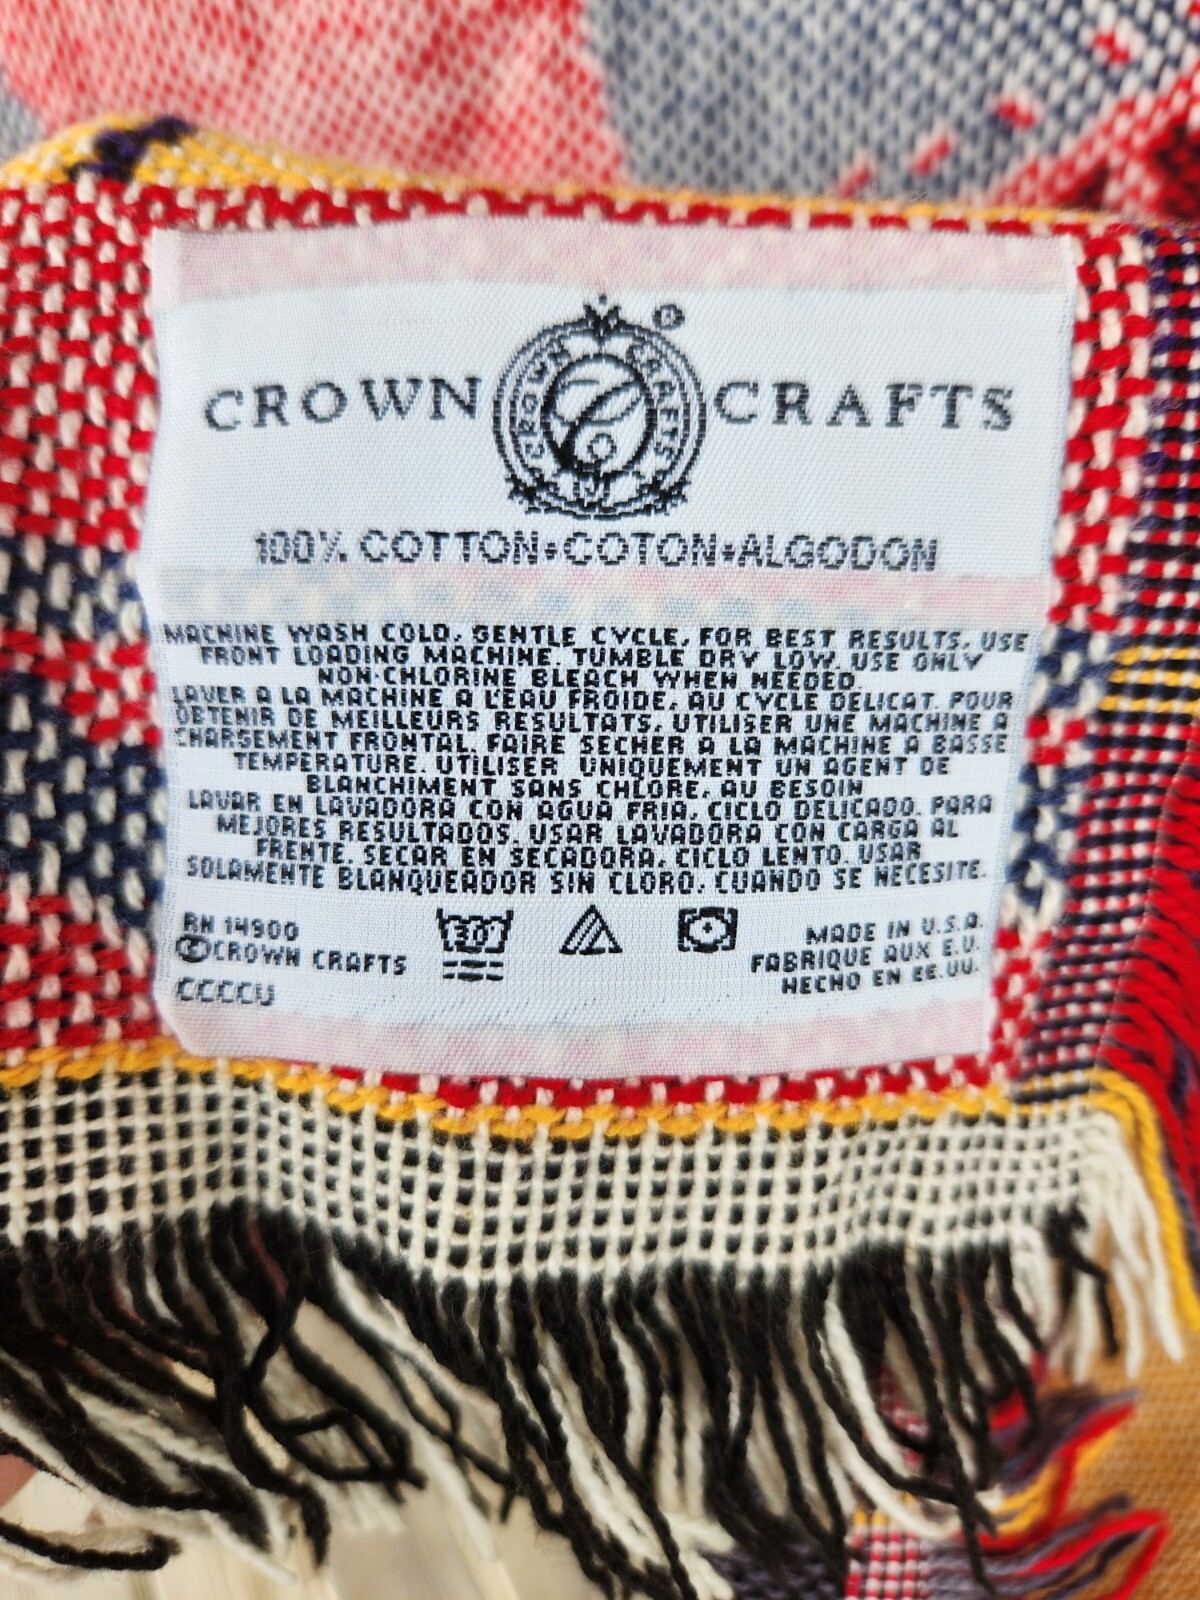 CROWN CRAFTS
®
CROWN CRAFTS
100% COTTON•COTON•ALGODON
MACHINE WASH COLD, GENTLE CYCLE, FOR BEST RESULTS, USE
FRONT LOADING MACHINE. TUMBLE DRY LOW. USE ONLY
NON-CHLORINE BLEACH WHEN NEEDED.
LAVER A LA MACHINE A L'EAU FROIDE, AU CYCLE DELICAT. POUR
OBTENIR DE MEILLEURS RESULTATS, UTILISER UNE MACHINE A
CHARSEMENT FRONTAL. FAIRE SECHER A LA MACHINE A BASSE
TEMPERATURE. UTILISER UNIQUEMENT UN AGENT DE
BLANCHIMENT SANS CHLORE, AU BESOIN
LAVAR EN LAVADORA CON AGUA FRIA, CICLO DELICADO. PARA
MEJORES RESULTADOS, USAR LAVADORA CON CARGA AL
FRENTE. SECAR EN SECADORA, CICLO LENTO. USAR
SOLAMENTE BLANQUEADOR SIN CLORO, CUANDO SE NECESITE.
RN 14900
©CROWN CRAFTS
CCCCU
30
MADE IN U.S.A.
FABRIQUE AUX E.U.
HECHO EN EE.UU.